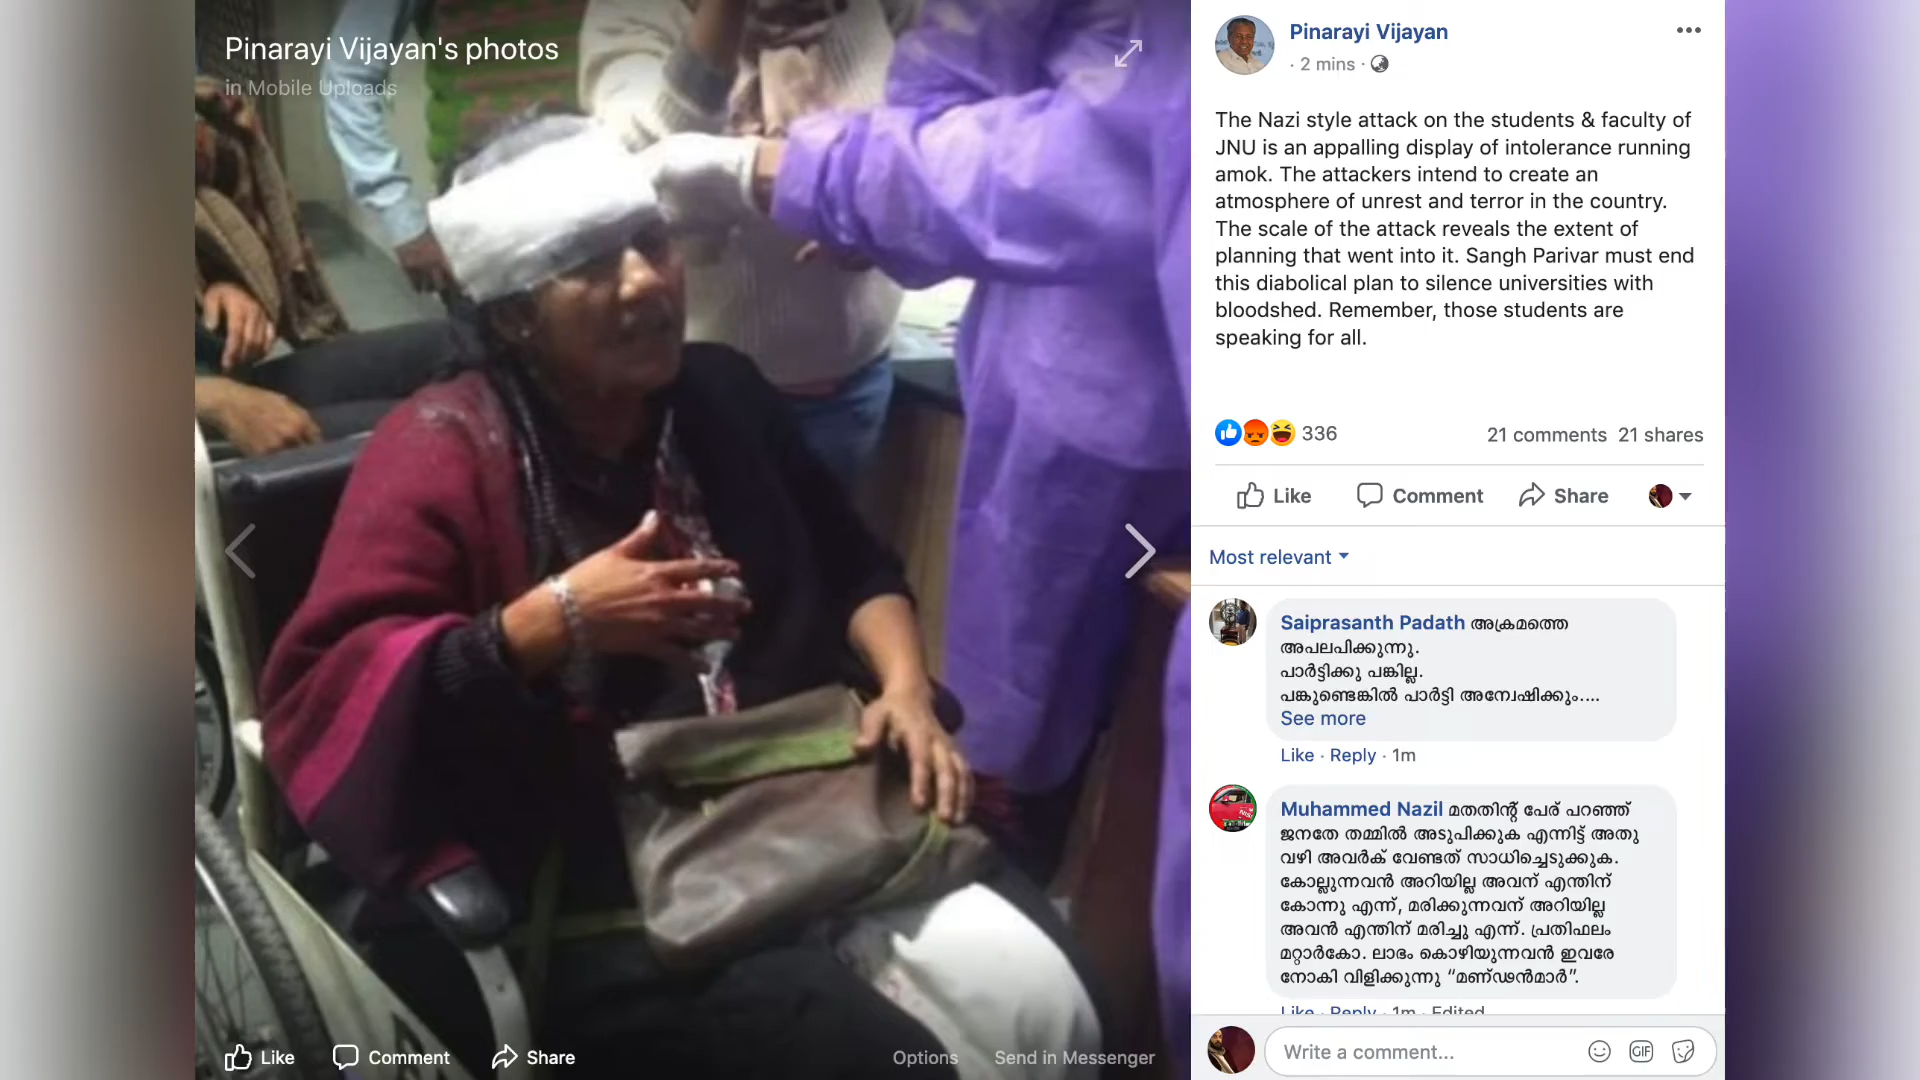 Pinarayi Vijayan's photos
in Mobile Uploads
Like Comment Share
Options Send in Messenger
Pinarayi Vijayan
· 2 mins ·
The Nazi style attack on the students & faculty of
JNU is an appalling display of intolerance running
amok. The attackers intend to create an
atmosphere of unrest and terror in the country.
The scale of the attack reveals the extent of
planning that went into it. Sangh Parivar must end
this diabolical plan to silence universities with
bloodshed. Remember, those students are
speaking for all.
336 21 comments 21 shares
Like Comment Share
Most relevant
Saiprasanth Padath അക്രമത്തെ
അപലപിക്കുന്നു.
പാർട്ടിക്കു പങ്കില്ല.
പങ്കുണ്ടെങ്കിൽ പാർട്ടി അന്വേഷിക്കും....
See more
Like · Reply · 1m
Muhammed Nazil മതതിന്റ് പേര് പറഞ്ഞ്
ജനതേ തമ്മിൽ അടുപിക്കുക എന്നിട്ട് അതു
വഴി അവർക് വേണ്ടത് സാധിച്ചെടുക്കുക.
കോല്ലുന്നവൻ അറിയില്ല അവന് എന്തിന്
കോന്നു എന്ന്, മരിക്കുന്നവന് അറിയില്ല
അവൻ എന്തിന് മരിച്ചു എന്ന്. പ്രതിഫലം
മറ്റാർകോ. ലാഭം കൊഴിയുന്നവൻ ഇവരേ
നോകി വിളിക്കുന്നു “മണ്ഢൻമാർ”.
Like · Reply · 1m · Edited
Write a comment...
GIF